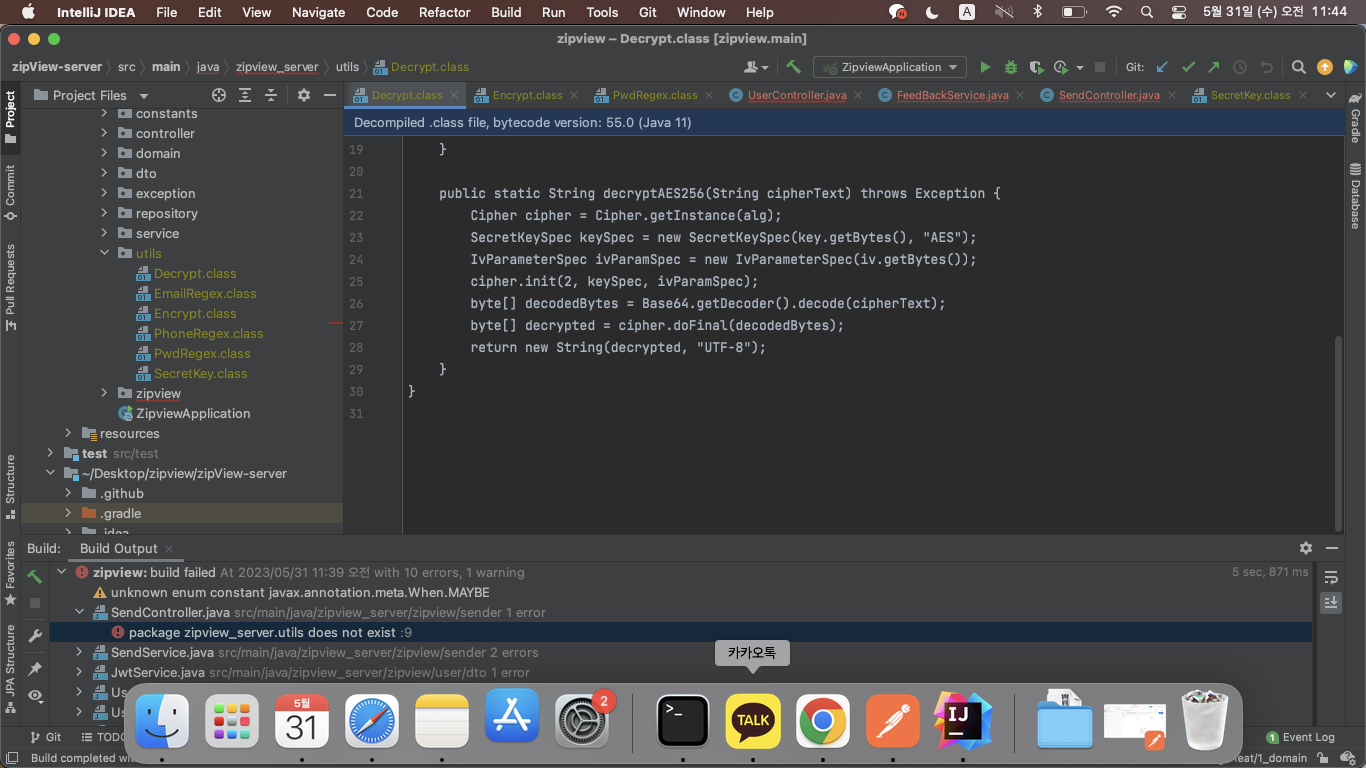 IntelliJ IDEA File Edit View Navigate Code Refactor Build Run Tools Git Window Help A 5월 31일 (수) 오전 11:44
zipview – Decrypt.class [zipview.main]
zipView-server src main java zipview_server utils Decrypt.class ZipviewApplication Git:
Project
Commit
Pull Requests
Structure
Favorites
JPA Structure
Project Files
constants
controller
domain
dto
exception
repository
service
utils
Decrypt.class
EmailRegex.class
Encrypt.class
PhoneRegex.class
PwdRegex.class
SecretKey.class
zipview
ZipviewApplication
resources
test src/test
~/Desktop/zipview/zipView-server
.github
.gradle
.idea
Decrypt.class Encrypt.class PwdRegex.class UserController.java FeedBackService.java SendController.java SecretKey.class
Decompiled .class file, bytecode version: 55.0 (Java 11)
19 }
20
21 public static String decryptAES256(String cipherText) throws Exception {
22 Cipher cipher = Cipher.getInstance(alg);
23 SecretKeySpec keySpec = new SecretKeySpec(key.getBytes(), "AES");
24 IvParameterSpec ivParamSpec = new IvParameterSpec(iv.getBytes());
25 cipher.init(2, keySpec, ivParamSpec);
26 byte[] decodedBytes = Base64.getDecoder().decode(cipherText);
27 byte[] decrypted = cipher.doFinal(decodedBytes);
28 return new String(decrypted, "UTF-8");
29 }
30 }
31
Gradle
Database
Build: Build Output
zipview: build failed At 2023/05/31 11:39 오전 with 10 errors, 1 warning 5 sec, 871 ms
unknown enum constant javax.annotation.meta.When.MAYBE
SendController.java src/main/java/zipview_server/zipview/sender 1 error
package zipview_server.utils does not exist :9
SendService.java src/main/java/zipview_server/zipview/sender 2 errors
JwtService.java src/main/java/zipview_server/zipview/user/dto 1 error
카카오톡
5월
31
2
>_
TALK
IJ
Git TODO
1 Event Log
Build completed
feat/1_domain